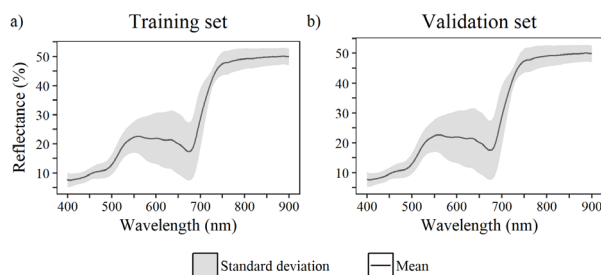 a) Training set
b) Validation set
Reflectance (%)
50
40
30
20
10
400 500 600 700 800 900
Wavelength (nm)
50
40
30
20
10
400 500 600 700 800 900
Wavelength (nm)
Standard deviation
Mean